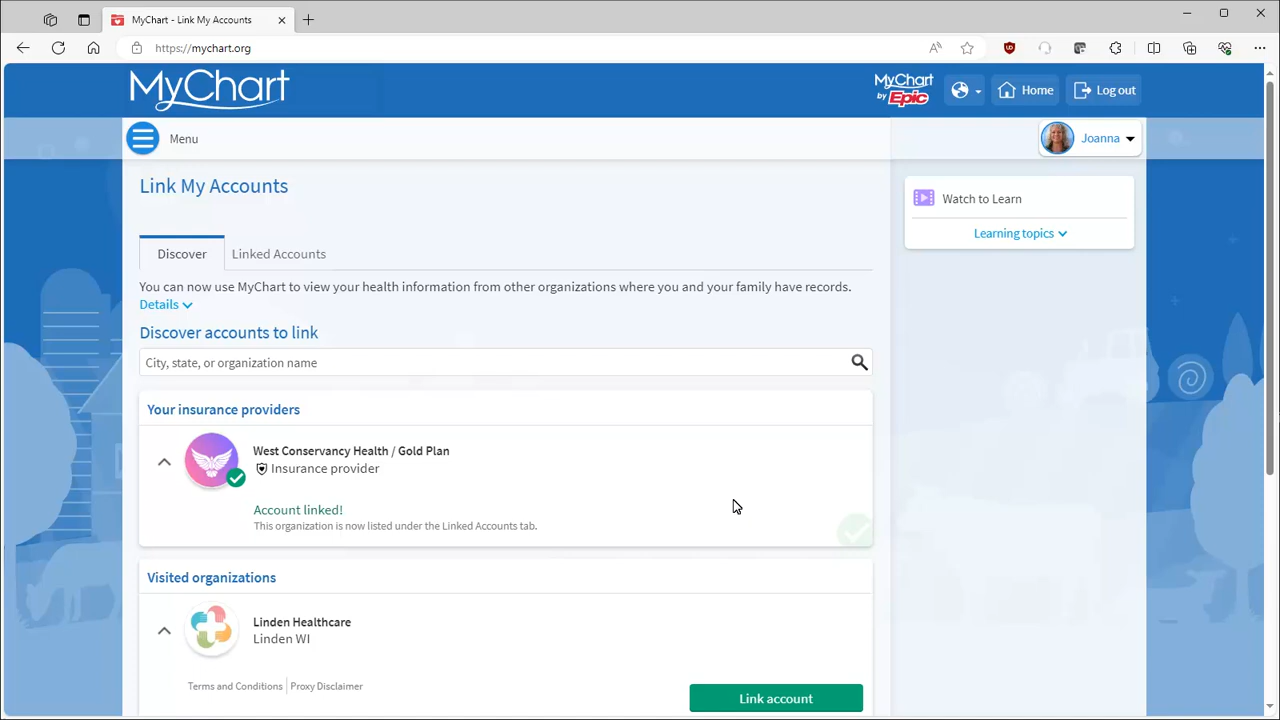 MyChart - Link My Accounts
https://mychart.org
MyChart
MyChart
by Epic
Home
Log out
Menu
Joanna
Link My Accounts
Watch to Learn
Learning topics
Discover
Linked Accounts
You can now use MyChart to view your health information from other organizations where you and your family have records.
Details
Discover accounts to link
City, state, or organization name
Your insurance providers
West Conservancy Health / Gold Plan
Insurance provider
Account linked!
This organization is now listed under the Linked Accounts tab.
Visited organizations
Linden Healthcare
Linden WI
Terms and Conditions
Proxy Disclaimer
Link account